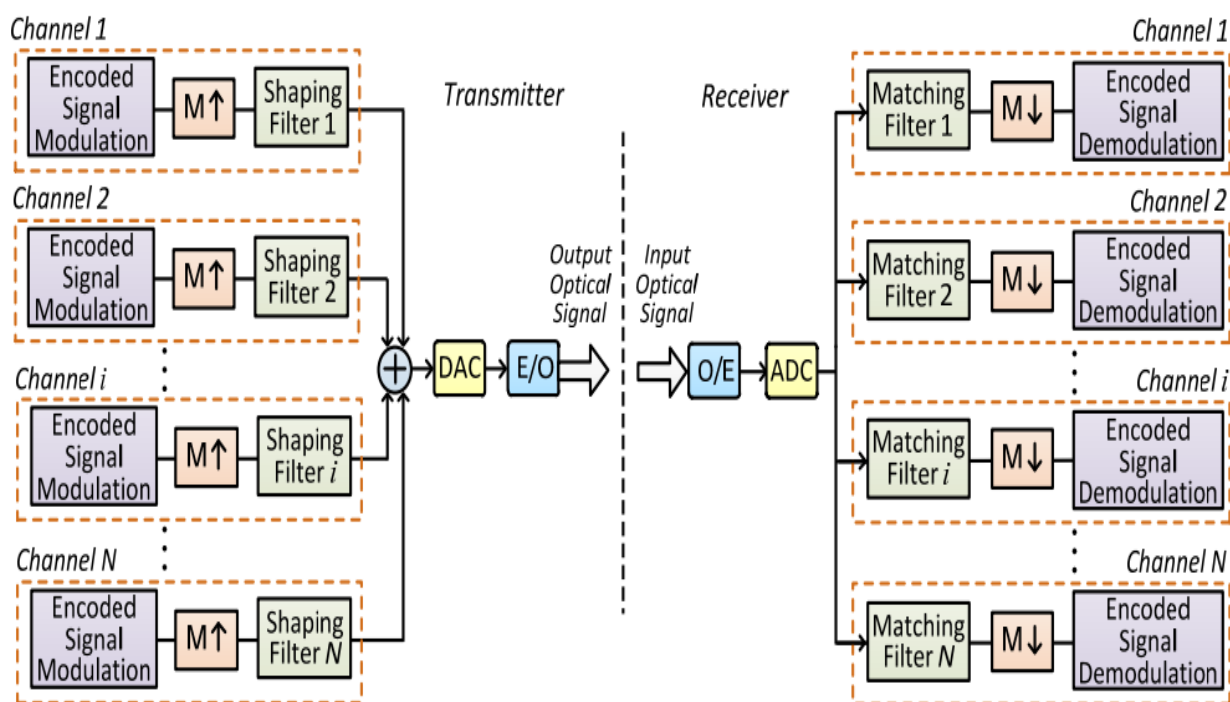 Channel 1
Encoded
Signal
Modulation
M↑
Shaping
Filter 1
Channel 2
Encoded
Signal
Modulation
M↑
Shaping
Filter 2
Channel i
Encoded
Signal
Modulation
M↑
Shaping
Filter i
Channel N
Encoded
Signal
Modulation
M↑
Shaping
Filter N
Transmitter
+
DAC
E/O
Output
Optical
Signal
Receiver
Input
Optical
Signal
O/E
ADC
Channel 1
Matching
Filter 1
M↓
Encoded
Signal
Demodulation
Channel 2
Matching
Filter 2
M↓
Encoded
Signal
Demodulation
Channel i
Matching
Filter i
M↓
Encoded
Signal
Demodulation
Channel N
Matching
Filter N
M↓
Encoded
Signal
Demodulation